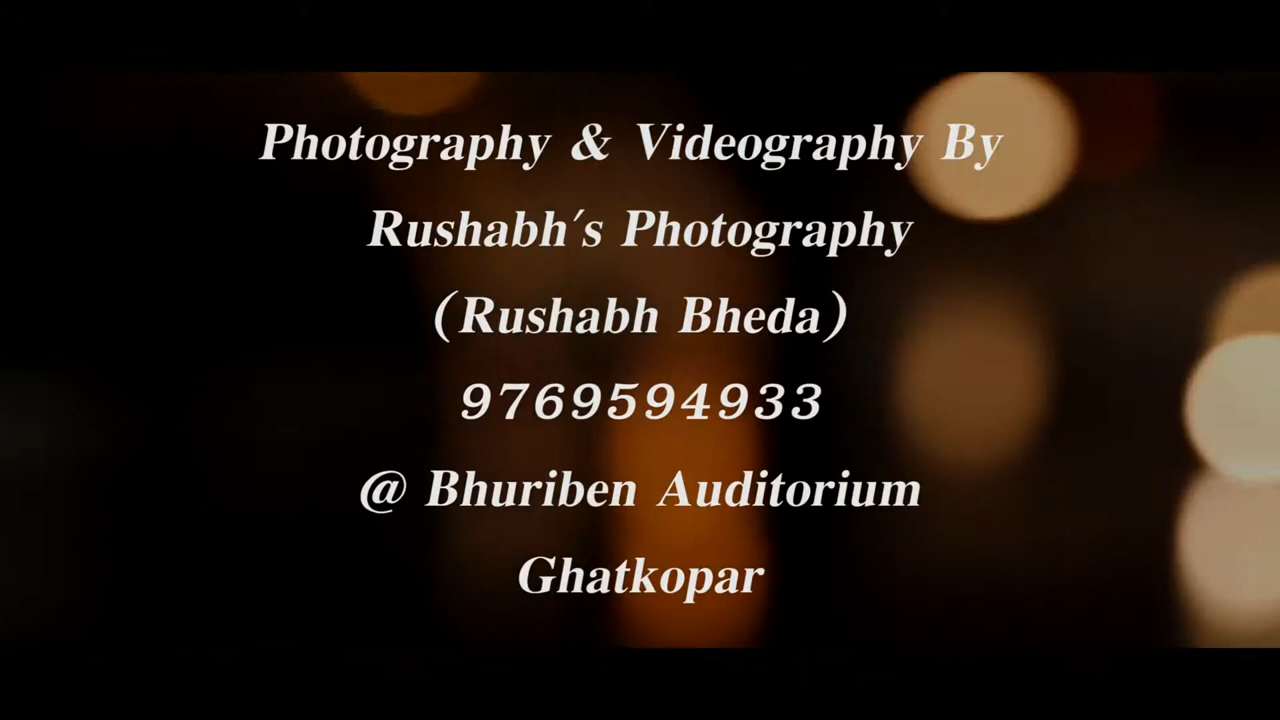 Photography & Videography By
Rushabh's Photography
(Rushabh Bheda)
9769594933
@ Bhuriben Auditorium
Ghatkopar